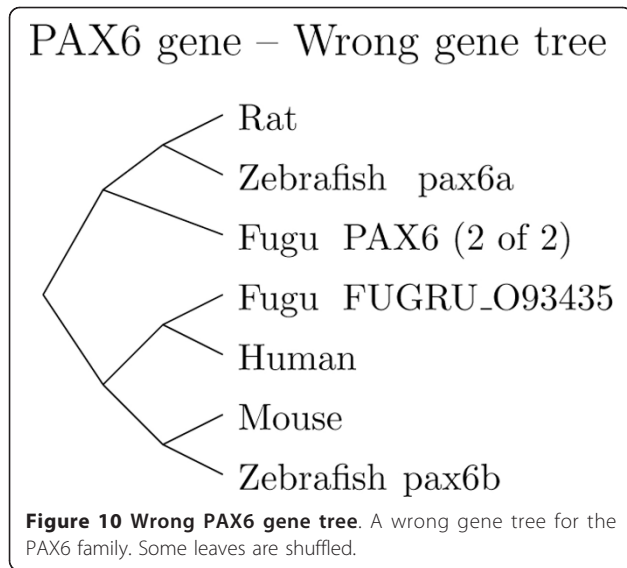 PAX6 gene – Wrong gene tree
Rat
Zebrafish pax6a
Fugu PAX6 (2 of 2)
Fugu FUGRU_O93435
Human
Mouse
Zebrafish pax6b
Figure 10 Wrong PAX6 gene tree. A wrong gene tree for the
PAX6 family. Some leaves are shuffled.